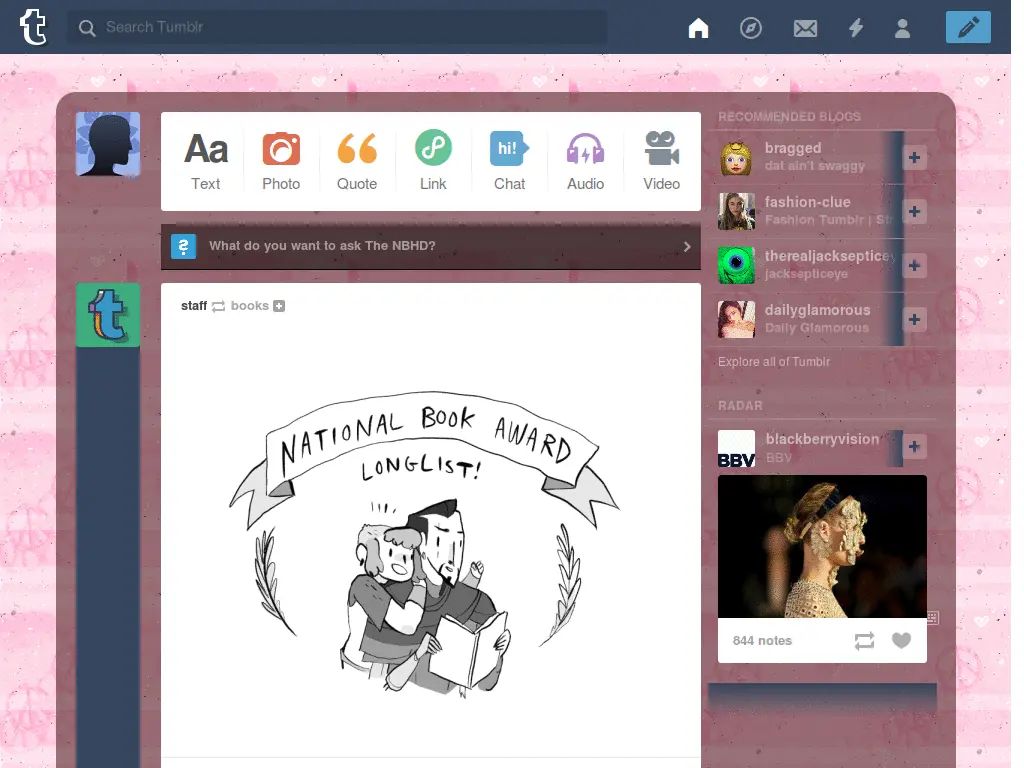 t
Search Tumblr
Aa
hi!
Text
Photo
Quote
Link
Chat
Audio
Video
?
What do you want to ask The NBHD?
t
staff books
NATIONAL BOOK AWARD
LONGLIST!
RECOMMENDED BLOGS
bragged
dat ain't swaggy
fashion-clue
Fashion Tumblr | Str
therealjacksepticey
jacksepticeye
dailyglamorous
Daily Glamorous
Explore all of Tumblr
RADAR
BBV
blackberryvision
BBV
844 notes